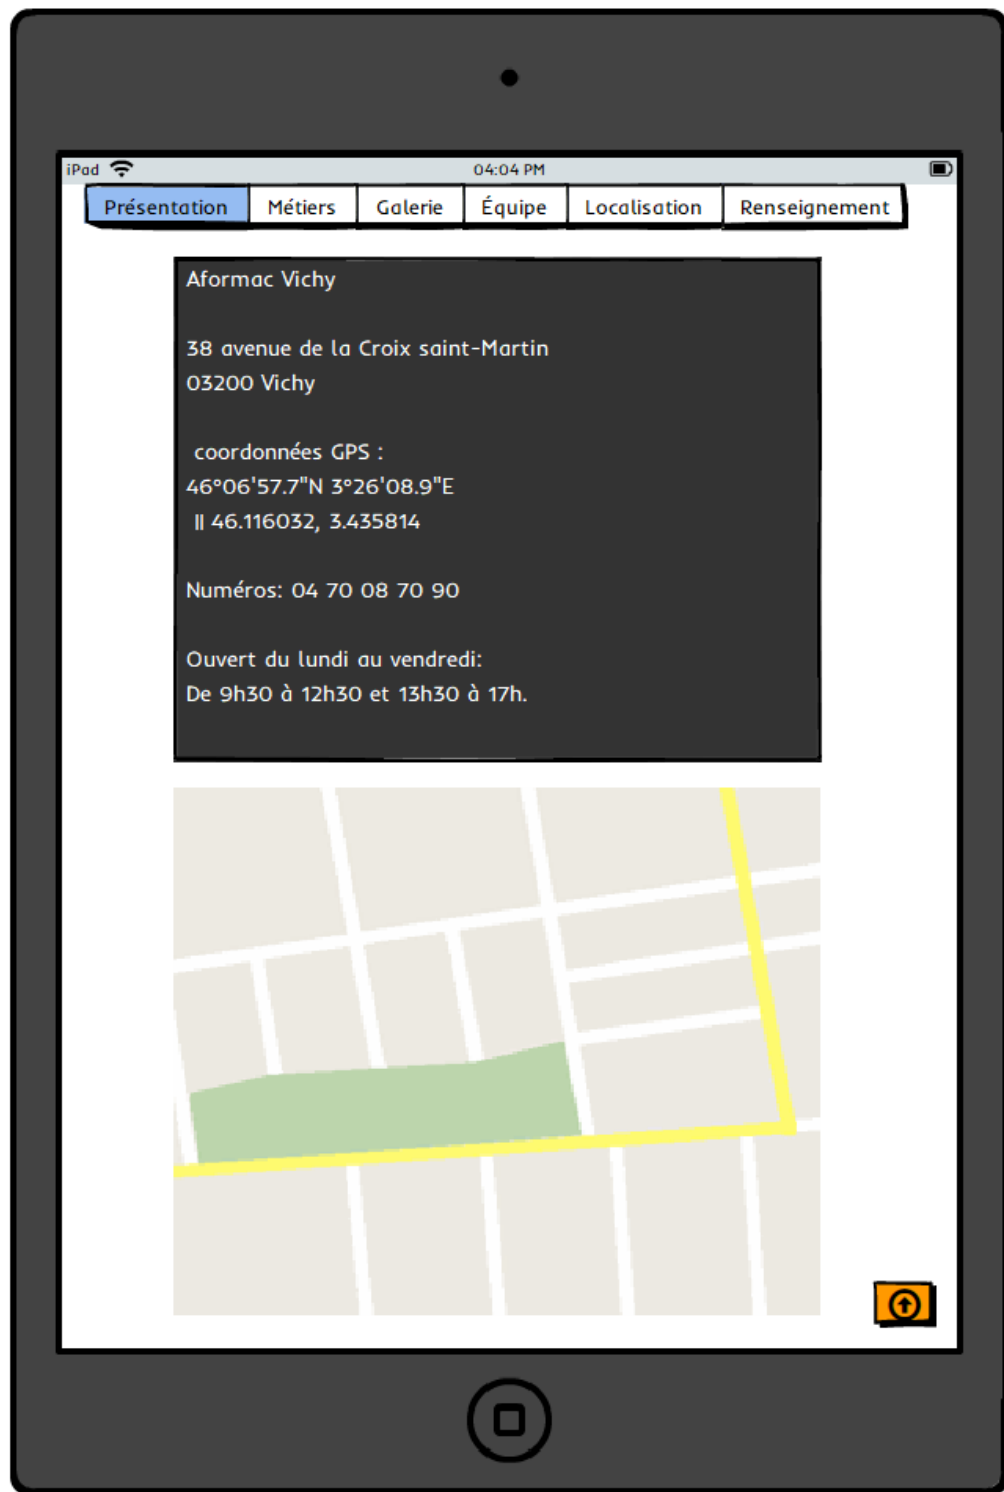 iPad 04:04 PM
Présentation Métiers Galerie Équipe Localisation Renseignement
Aformac Vichy
38 avenue de la Croix saint-Martin
03200 Vichy
coordonnées GPS :
46°06'57.7"N 3°26'08.9"E
|| 46.116032, 3.435814
Numéros: 04 70 08 70 90
Ouvert du lundi au vendredi:
De 9h30 à 12h30 et 13h30 à 17h.